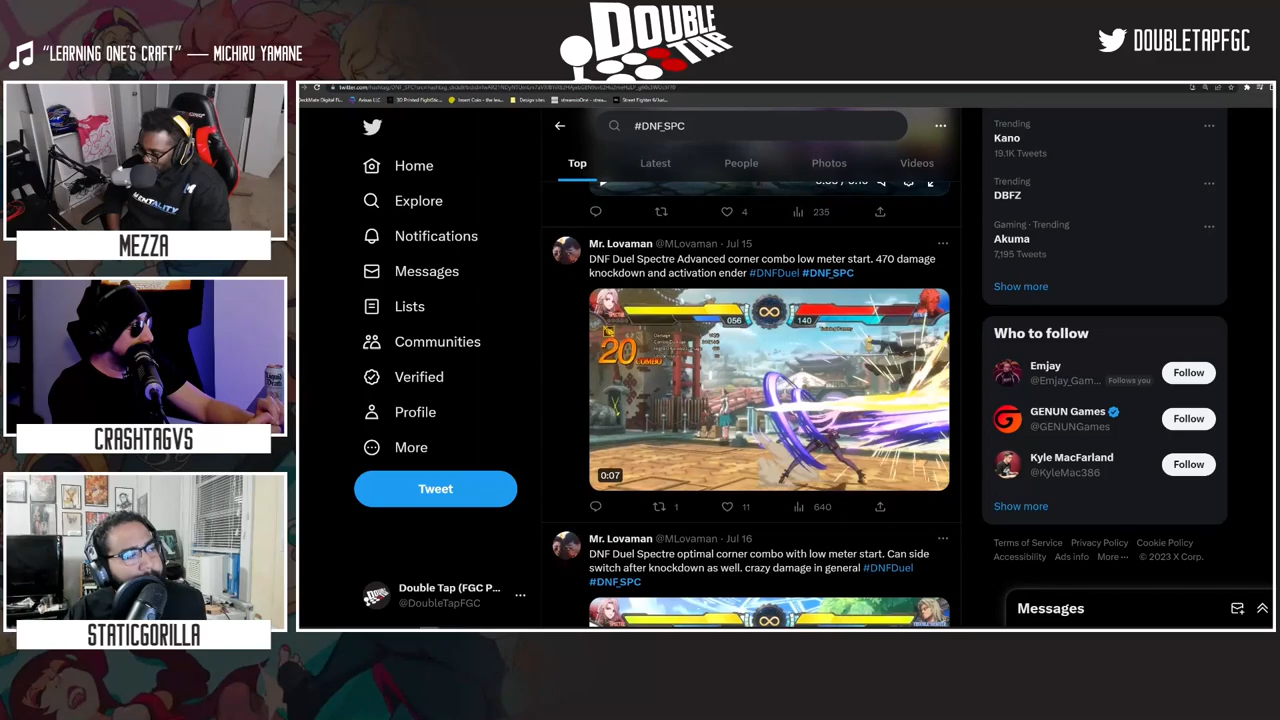 "LEARNING ONE'S CRAFT" — MICHIRU YAMANE
DOUBLE
TAP
DOUBLETAPFGC
MEZZA
CRASHTAGVS
STATICGORILLA
MENTALITY
#DNF_SPC
Top
Latest
People
Photos
Videos
Home
Explore
Notifications
Messages
Lists
Communities
Verified
Profile
More
Tweet
Double Tap (FGC P...
@DoubleTapFGC
4
235
Mr. Lovaman @MLovaman · Jul 15
DNF Duel Spectre Advanced corner combo low meter start. 470 damage
knockdown and activation ender #DNFDuel #DNF_SPC
056
140
20 COMBO
0:07
1
11
640
Mr. Lovaman @MLovaman · Jul 16
DNF Duel Spectre optimal corner combo with low meter start. Can side
switch after knockdown as well. crazy damage in general #DNFDuel
#DNF_SPC
Trending
Kano
19.1K Tweets
Trending
DBFZ
Gaming · Trending
Akuma
7,195 Tweets
Show more
Who to follow
Emjay
@Emjay_Gam... Follows you
Follow
GENUN Games
@GENUNGames
Follow
Kyle MacFarland
@KyleMac386
Follow
Show more
Terms of Service Privacy Policy Cookie Policy
Accessibility Ads info More ··· © 2023 X Corp.
Messages